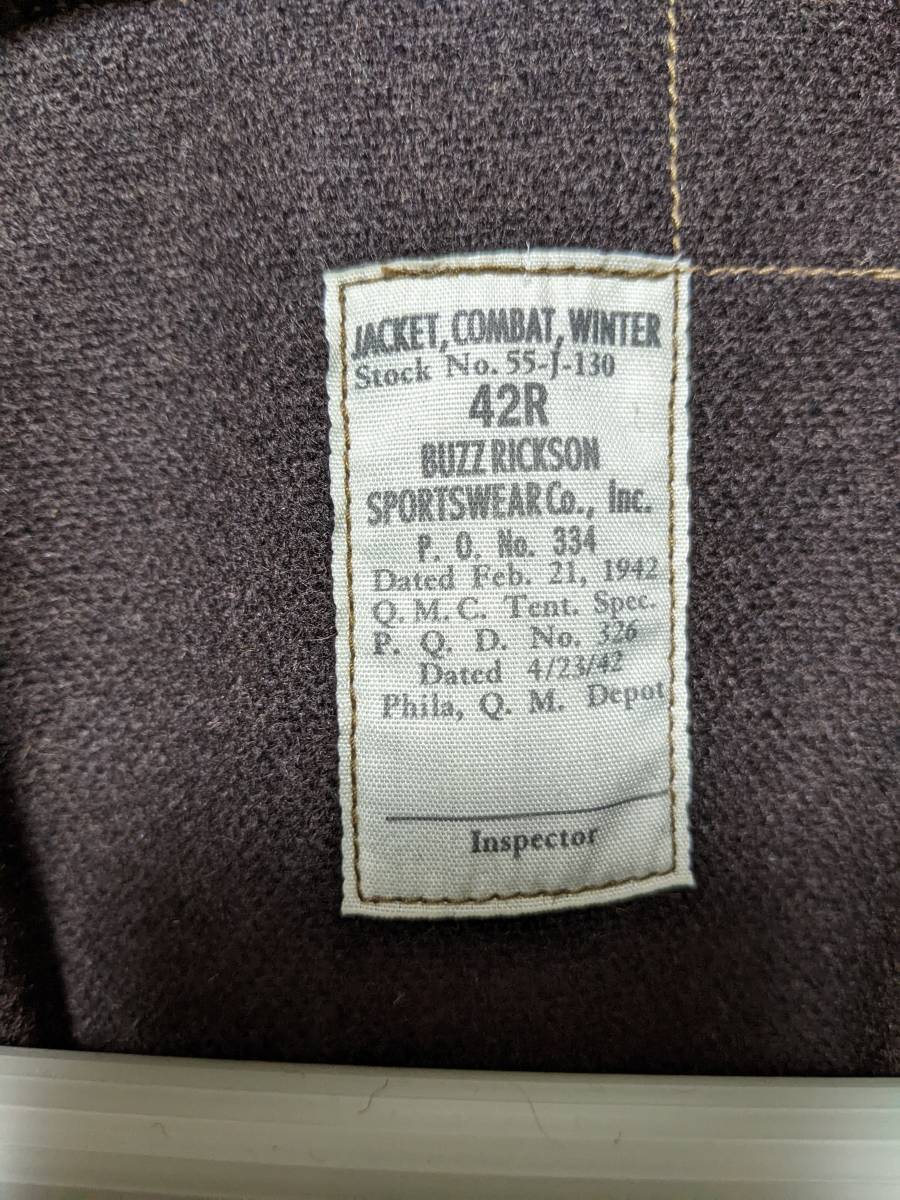 JACKET, COMBAT, WINTER
Stock No. 55-J-130
42R
BUZZ RICKSON
SPORTSWEAR Co., Inc.
P. O. No. 334
Dated Feb. 21, 1942
Q. M. C. Tent. Spec.
P. Q. D. No. 326
Dated 4/23/42
Phila, Q. M. Depot
Inspector